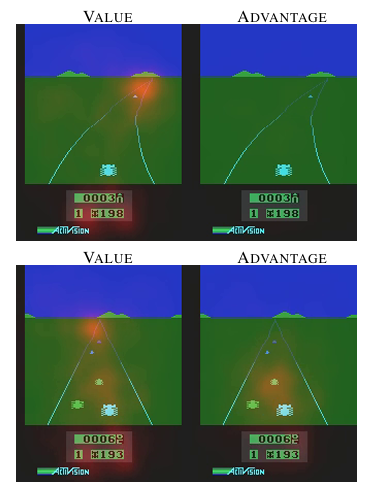 VALUE ADVANTAGE
1 198 1 198
ACTIVISION ACTIVISION
VALUE ADVANTAGE
1 193 1 193
ACTIVISION ACTIVISION